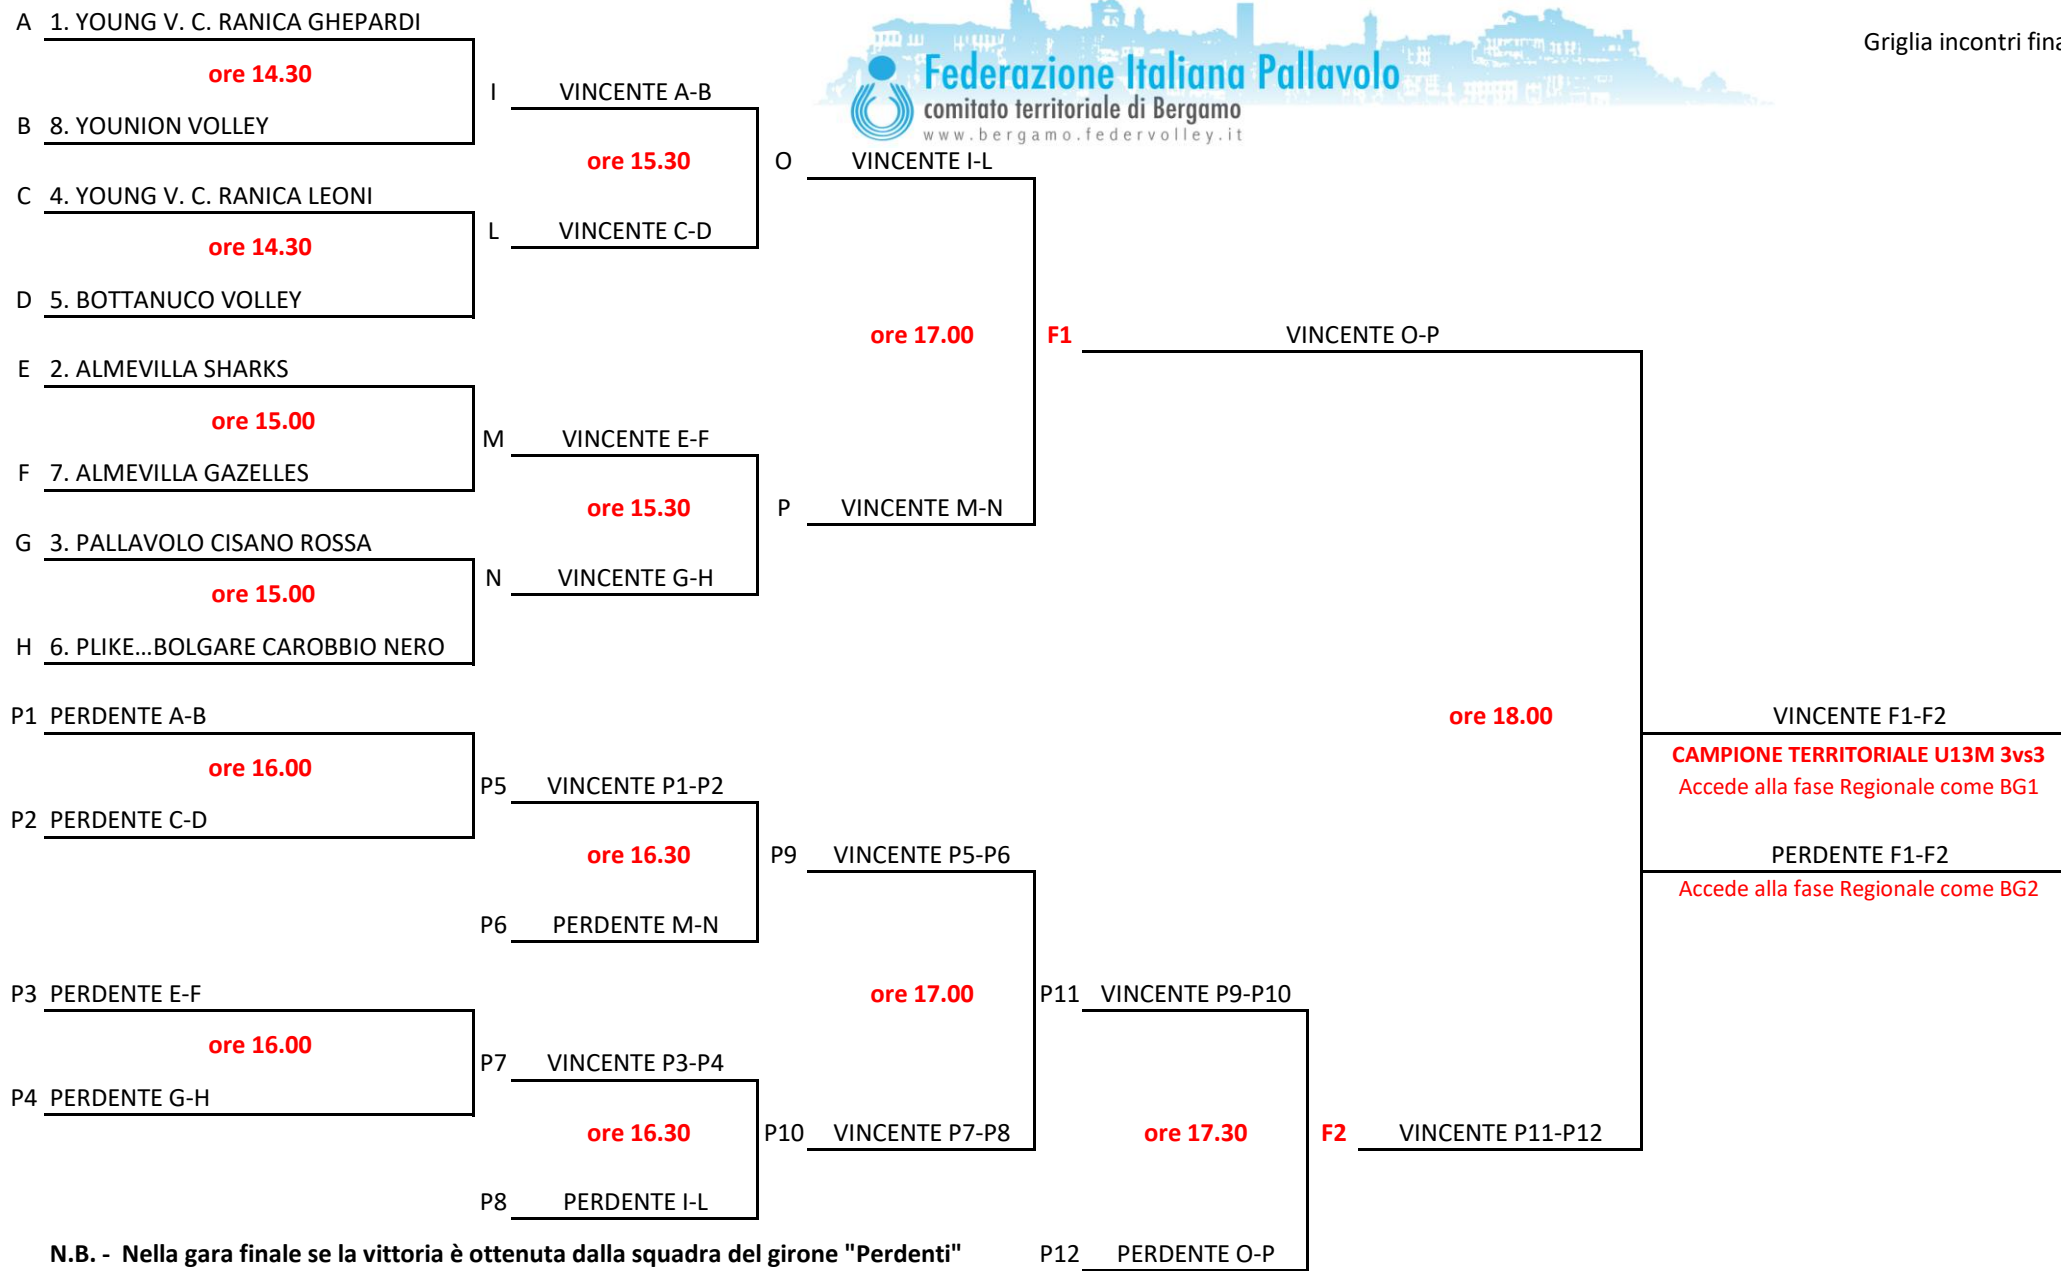 A 1. YOUNG V. C. RANICA GHEPARDI
Griglia incontri fina
Federazione Italiana Pallavolo
comitato territoriale di Bergamo
www.bergamo.federvolley.it
ore 14.30
I VINCENTE A-B
B 8. YOUNION VOLLEY
ore 15.30
O VINCENTE I-L
C 4. YOUNG V. C. RANICA LEONI
L VINCENTE C-D
ore 14.30
D 5. BOTTANUCO VOLLEY
ore 17.00
F1 VINCENTE O-P
E 2. ALMEVILLA SHARKS
ore 15.00
M VINCENTE E-F
F 7. ALMEVILLA GAZELLES
ore 15.30
P VINCENTE M-N
G 3. PALLAVOLO CISANO ROSSA
N VINCENTE G-H
ore 15.00
H 6. PLIKE...BOLGARE CAROBBIO NERO
P1 PERDENTE A-B
ore 18.00
VINCENTE F1-F2
CAMPIONE TERRITORIALE U13M 3vs3
Accede alla fase Regionale come BG1
ore 16.00
P5 VINCENTE P1-P2
P2 PERDENTE C-D
ore 16.30
P9 VINCENTE P5-P6
PERDENTE F1-F2
Accede alla fase Regionale come BG2
P6 PERDENTE M-N
P3 PERDENTE E-F
ore 17.00
P11 VINCENTE P9-P10
ore 16.00
P7 VINCENTE P3-P4
P4 PERDENTE G-H
ore 16.30
P10 VINCENTE P7-P8
ore 17.30
F2 VINCENTE P11-P12
P8 PERDENTE I-L
N.B. - Nella gara finale se la vittoria è ottenuta dalla squadra del girone "Perdenti"
P12 PERDENTE O-P